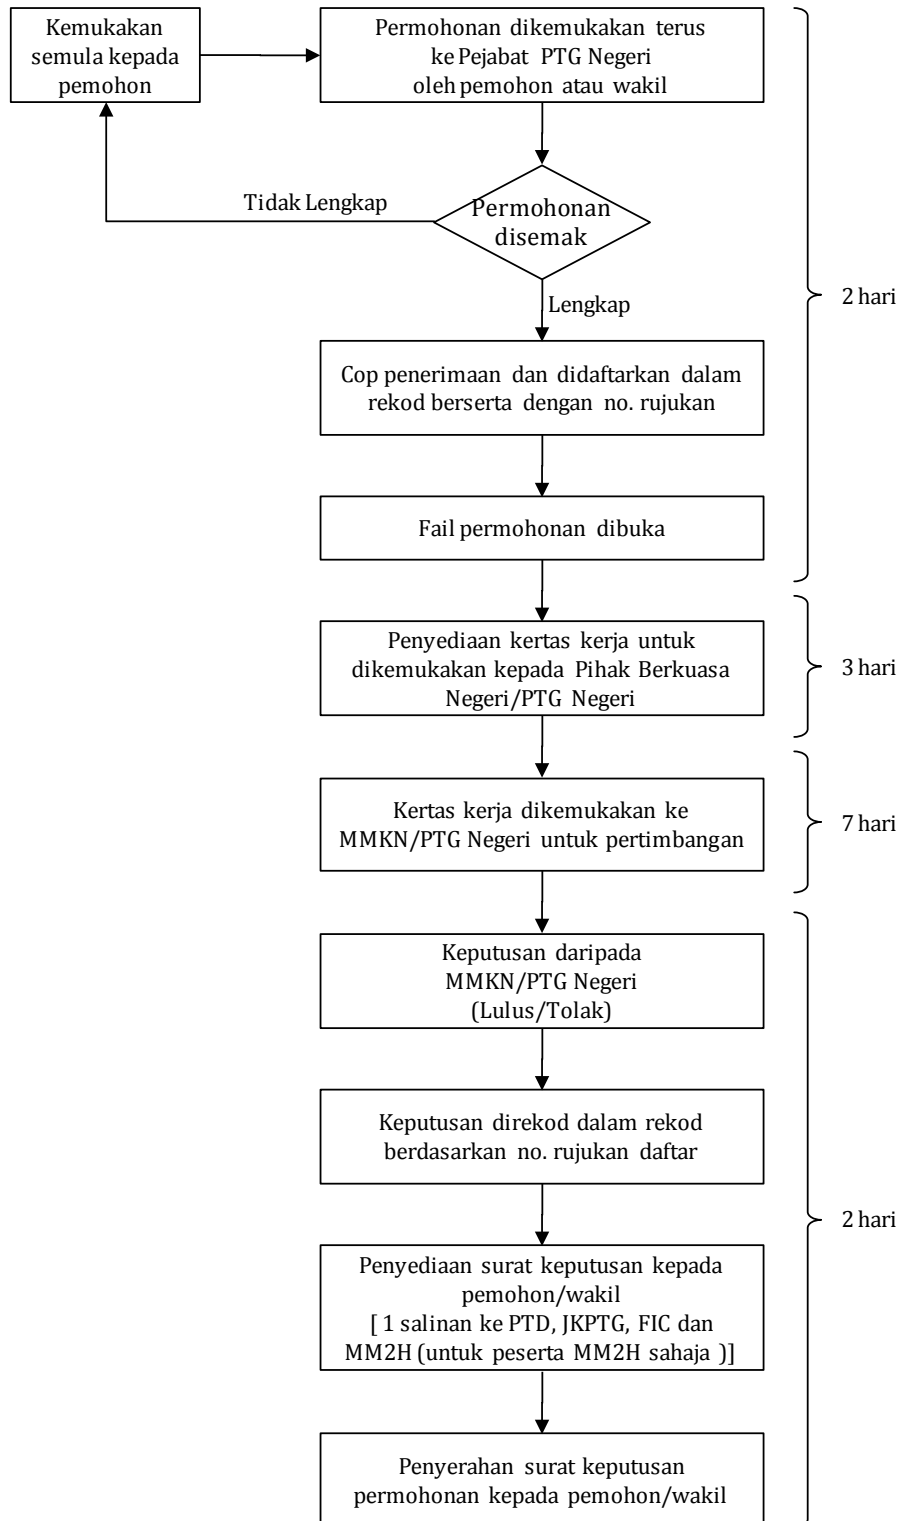 Kemukakan
semula kepada
pemohon
Permohonan dikemukakan terus
ke Pejabat PTG Negeri
oleh pemohon atau wakil
Tidak Lengkap
Permohonan
disemak
2 hari
Lengkap
Cop penerimaan dan didaftarkan dalam
rekod berserta dengan no. rujukan
Fail permohonan dibuka
Penyediaan kertas kerja untuk
dikemukakan kepada Pihak Berkuasa
Negeri/PTG Negeri
3 hari
Kertas kerja dikemukakan ke
MMKN/PTG Negeri untuk pertimbangan
7 hari
Keputusan daripada
MMKN/PTG Negeri
(Lulus/Tolak)
Keputusan direkod dalam rekod
berdasarkan no. rujukan daftar
2 hari
Penyediaan surat keputusan kepada
pemohon/wakil
[ 1 salinan ke PTD, JKPTG, FIC dan
MM2H (untuk peserta MM2H sahaja )]
Penyerahan surat keputusan
permohonan kepada pemohon/wakil